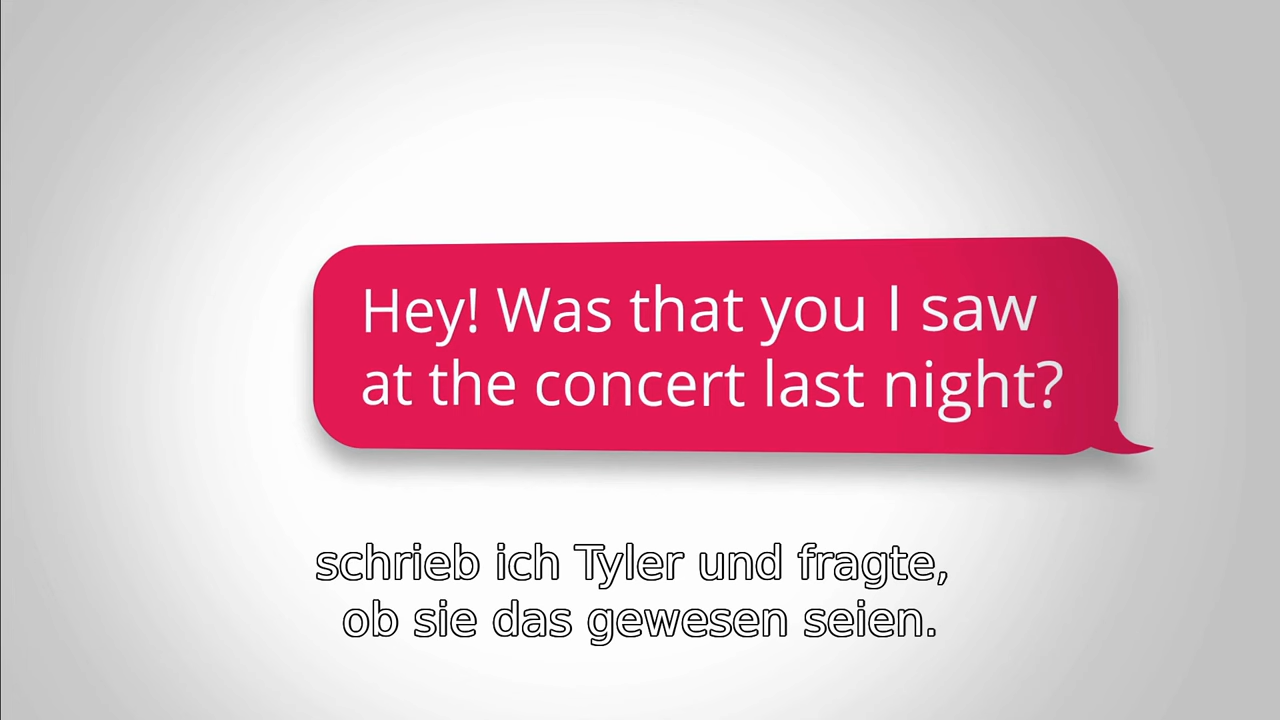 Hey! Was that you I saw
at the concert last night?
schrieb ich Tyler und fragte,
ob sie das gewesen seien.